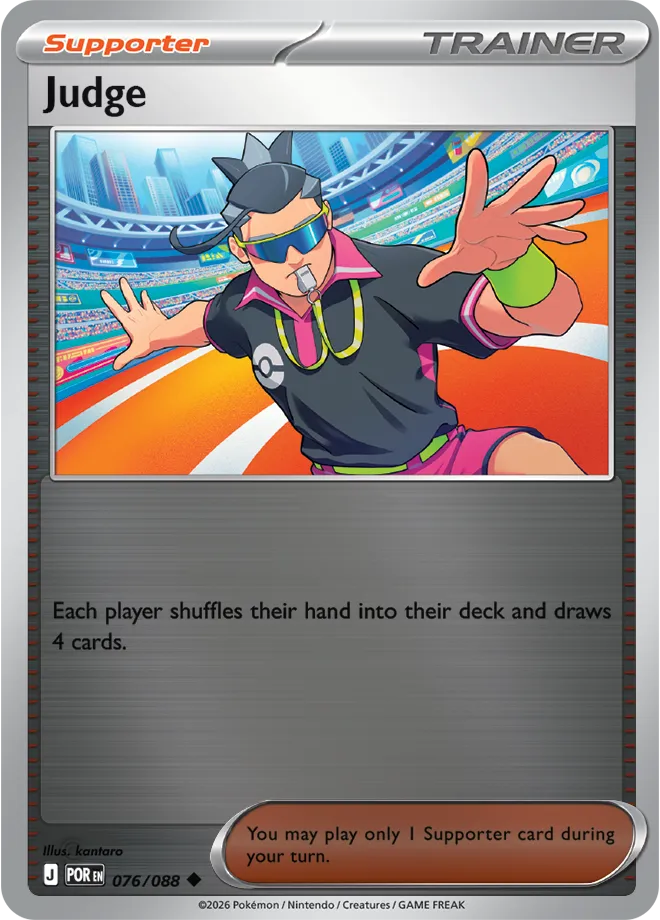 Supporter
TRAINER
Judge
Each player shuffles their hand into their deck and draws
4 cards.
You may play only 1 Supporter card during
your turn.
Illus. kantaro
J POR EN 076/088
©2026 Pokémon / Nintendo / Creatures / GAME FREAK